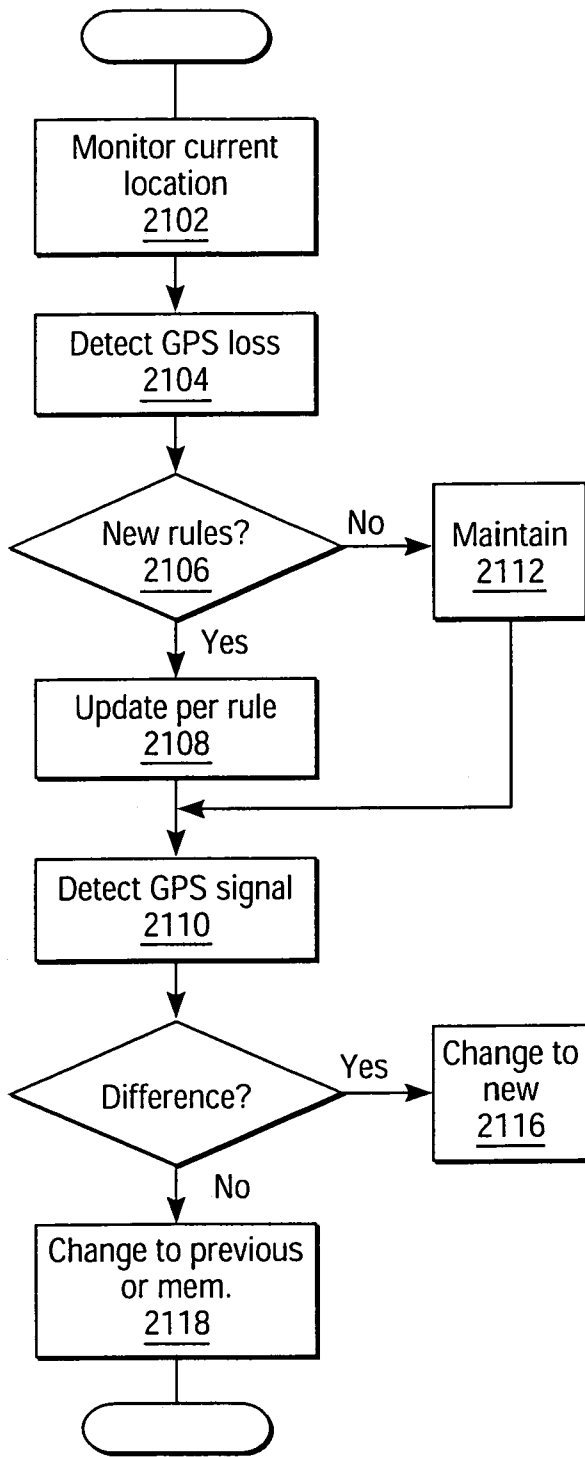 Monitor current
location
2102
Detect GPS loss
2104
New rules?
2106
No
Maintain
2112
Yes
Update per rule
2108
Detect GPS signal
2110
Difference?
Yes
Change to
new
2116
No
Change to previous
or mem.
2118